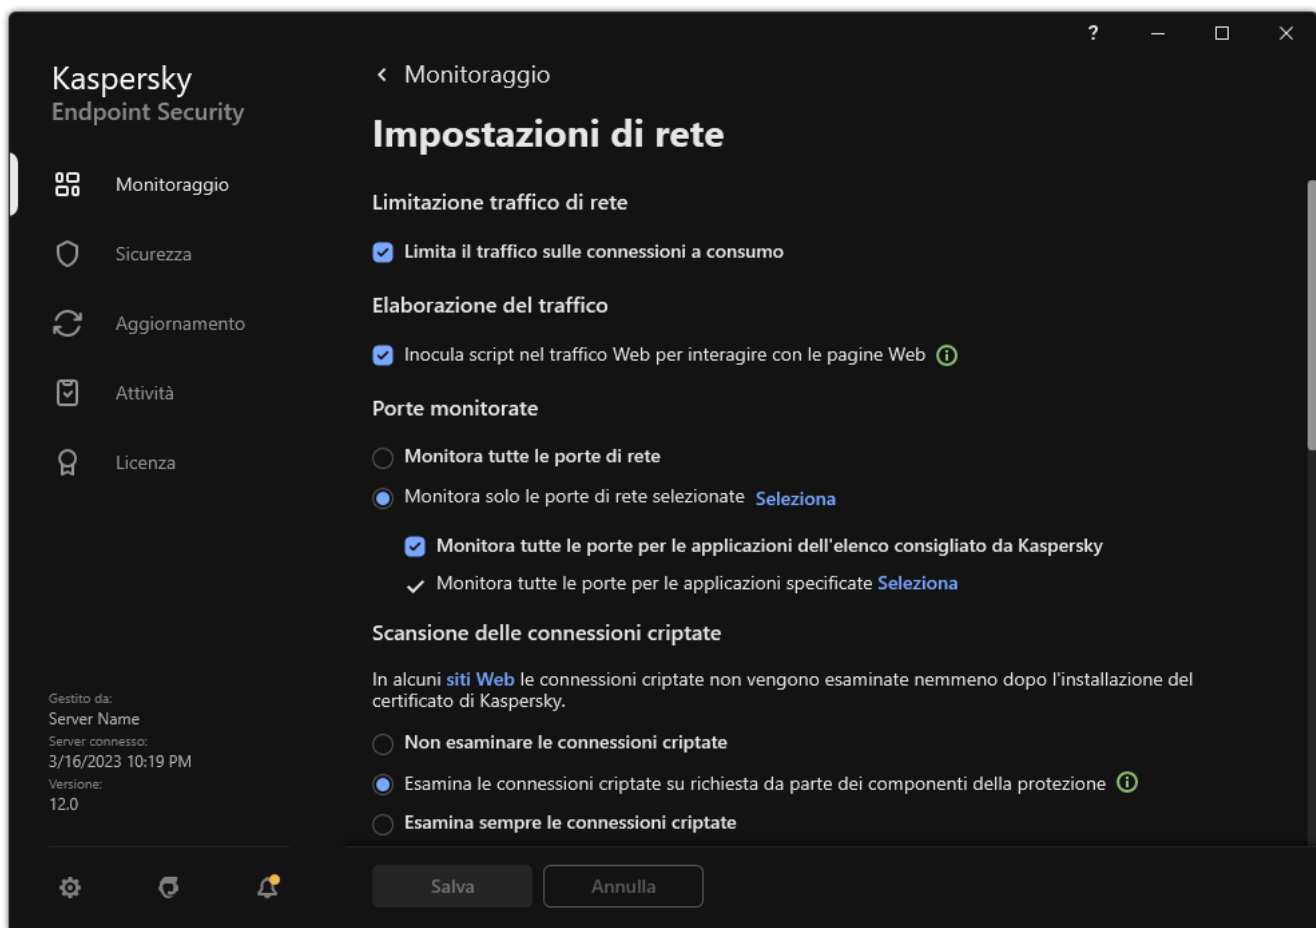 ?
Kaspersky
Endpoint Security
Monitoraggio
Sicurezza
Aggiornamento
Attività
Licenza
Gestito da:
Server Name
Server connesso:
3/16/2023 10:19 PM
Versione:
12.0
Monitoraggio
Impostazioni di rete
Limitazione traffico di rete
Limita il traffico sulle connessioni a consumo
Elaborazione del traffico
Inocula script nel traffico Web per interagire con le pagine Web
Porte monitorate
Monitora tutte le porte di rete
Monitora solo le porte di rete selezionate Seleziona
Monitora tutte le porte per le applicazioni dell'elenco consigliato da Kaspersky
Monitora tutte le porte per le applicazioni specificate Seleziona
Scansione delle connessioni criptate
In alcuni siti Web le connessioni criptate non vengono esaminate nemmeno dopo l'installazione del
certificato di Kaspersky.
Non esaminare le connessioni criptate
Esamina le connessioni criptate su richiesta da parte dei componenti della protezione
Esamina sempre le connessioni criptate
Salva
Annulla